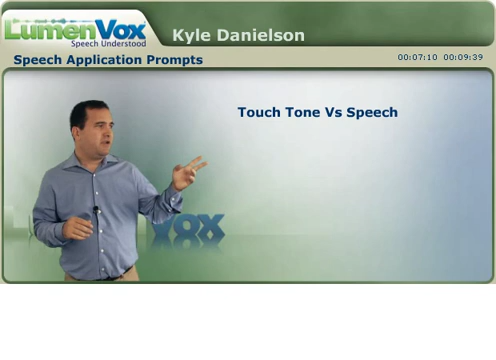 LumenVox
Speech Understood
Kyle Danielson
Speech Application Prompts
00:07:10 00:09:39
Touch Tone Vs Speech
VOX